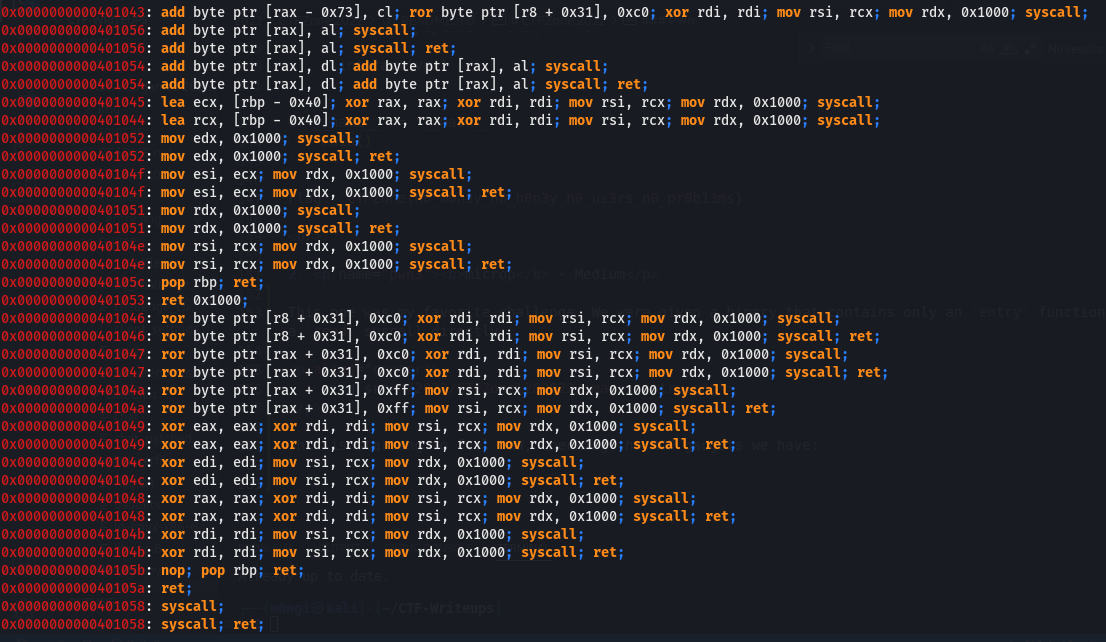 0x0000000000401043: add byte ptr [rax - 0x73], cl; ror byte ptr [r8 + 0x31], 0xc0; xor rdi, rdi; mov rsi, rcx; mov rdx, 0x1000; syscall;
0x0000000000401056: add byte ptr [rax], al; syscall;
0x0000000000401056: add byte ptr [rax], al; syscall; ret;
0x0000000000401054: add byte ptr [rax], dl; add byte ptr [rax], al; syscall;
0x0000000000401054: add byte ptr [rax], dl; add byte ptr [rax], al; syscall; ret;
0x0000000000401045: lea ecx, [rbp - 0x40]; xor rax, rax; xor rdi, rdi; mov rsi, rcx; mov rdx, 0x1000; syscall;
0x0000000000401044: lea rcx, [rbp - 0x40]; xor rax, rax; xor rdi, rdi; mov rsi, rcx; mov rdx, 0x1000; syscall;
0x0000000000401052: mov edx, 0x1000; syscall;
0x0000000000401052: mov edx, 0x1000; syscall; ret;
0x000000000040104f: mov esi, ecx; mov rdx, 0x1000; syscall;
0x000000000040104f: mov esi, ecx; mov rdx, 0x1000; syscall; ret;
0x0000000000401051: mov rdx, 0x1000; syscall;
0x0000000000401051: mov rdx, 0x1000; syscall; ret;
0x000000000040104e: mov rsi, rcx; mov rdx, 0x1000; syscall;
0x000000000040104e: mov rsi, rcx; mov rdx, 0x1000; syscall; ret;
0x000000000040105c: pop rbp; ret;
0x0000000000401053: ret 0x1000;
0x0000000000401046: ror byte ptr [r8 + 0x31], 0xc0; xor rdi, rdi; mov rsi, rcx; mov rdx, 0x1000; syscall;
0x0000000000401046: ror byte ptr [r8 + 0x31], 0xc0; xor rdi, rdi; mov rsi, rcx; mov rdx, 0x1000; syscall; ret;
0x0000000000401047: ror byte ptr [rax + 0x31], 0xc0; xor rdi, rdi; mov rsi, rcx; mov rdx, 0x1000; syscall;
0x0000000000401047: ror byte ptr [rax + 0x31], 0xc0; xor rdi, rdi; mov rsi, rcx; mov rdx, 0x1000; syscall; ret;
0x000000000040104a: ror byte ptr [rax + 0x31], 0xff; mov rsi, rcx; mov rdx, 0x1000; syscall;
0x000000000040104a: ror byte ptr [rax + 0x31], 0xff; mov rsi, rcx; mov rdx, 0x1000; syscall; ret;
0x0000000000401049: xor eax, eax; xor rdi, rdi; mov rsi, rcx; mov rdx, 0x1000; syscall;
0x0000000000401049: xor eax, eax; xor rdi, rdi; mov rsi, rcx; mov rdx, 0x1000; syscall; ret;
0x000000000040104c: xor edi, edi; mov rsi, rcx; mov rdx, 0x1000; syscall;
0x000000000040104c: xor edi, edi; mov rsi, rcx; mov rdx, 0x1000; syscall; ret;
0x0000000000401048: xor rax, rax; xor rdi, rdi; mov rsi, rcx; mov rdx, 0x1000; syscall;
0x0000000000401048: xor rax, rax; xor rdi, rdi; mov rsi, rcx; mov rdx, 0x1000; syscall; ret;
0x000000000040104b: xor rdi, rdi; mov rsi, rcx; mov rdx, 0x1000; syscall;
0x000000000040104b: xor rdi, rdi; mov rsi, rcx; mov rdx, 0x1000; syscall; ret;
0x000000000040105b: nop; pop rbp; ret;
0x000000000040105a: ret;
0x0000000000401058: syscall;
0x0000000000401058: syscall; ret;